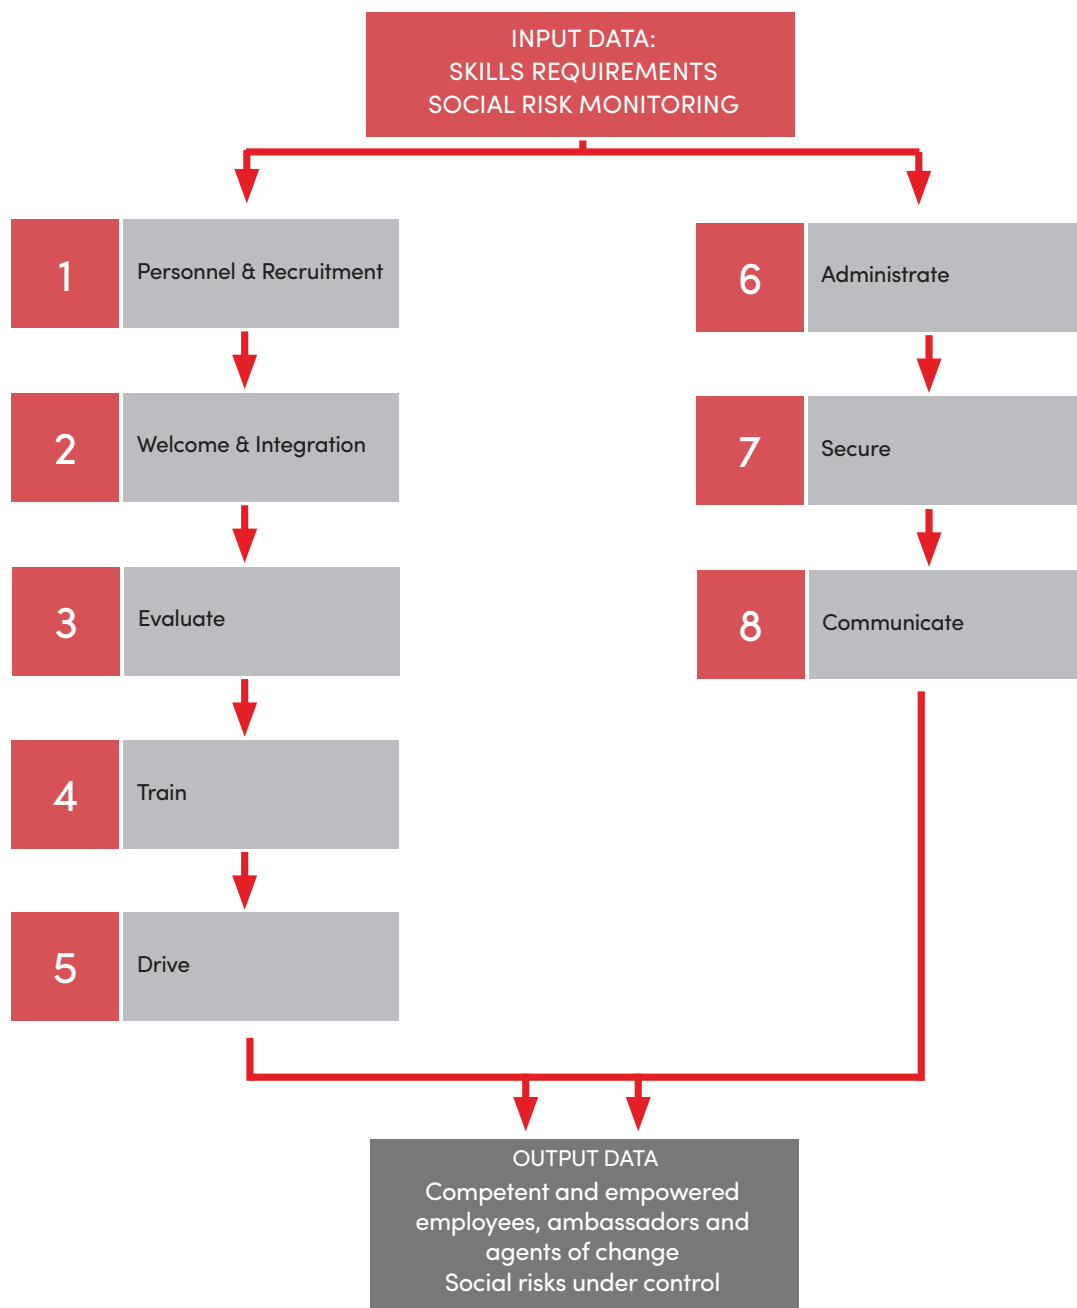 INPUT DATA:
SKILLS REQUIREMENTS
SOCIAL RISK MONITORING
1
Personnel & Recruitment
2
Welcome & Integration
3
Evaluate
4
Train
5
Drive
6
Administrate
7
Secure
8
Communicate
OUTPUT DATA
Competent and empowered
employees, ambassadors and
agents of change
Social risks under control